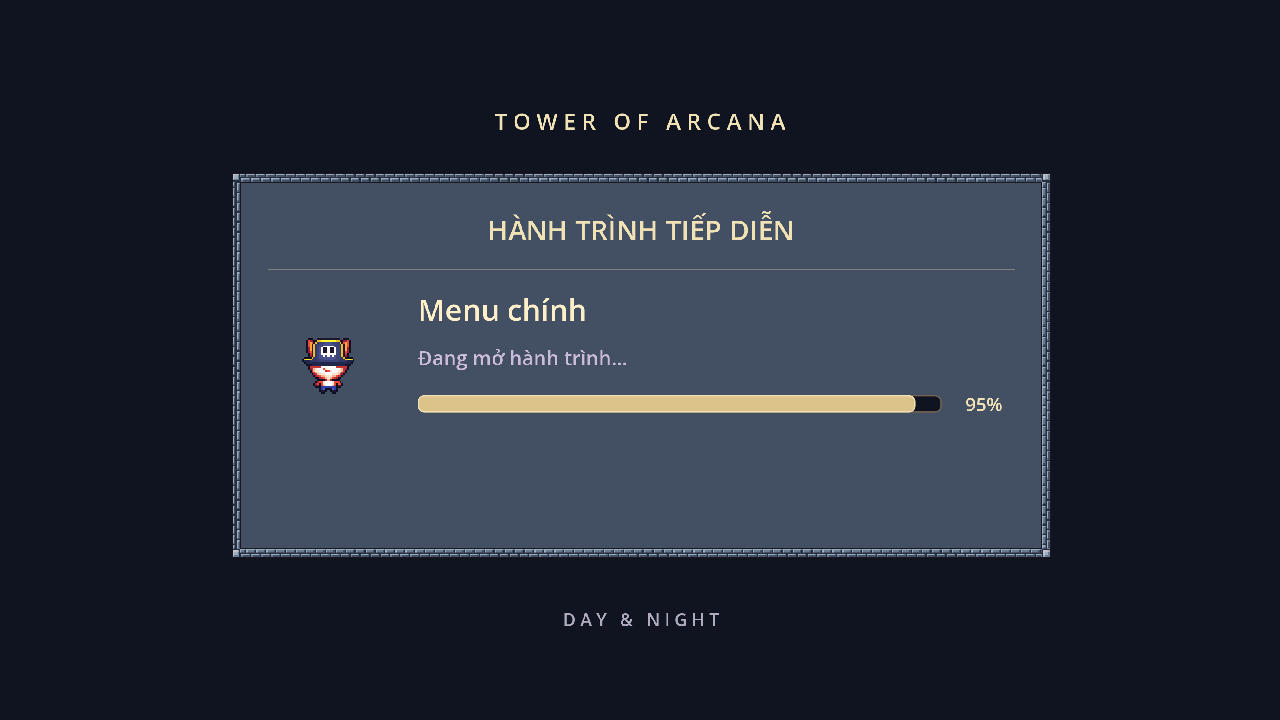 TOWER OF ARCANA
HÀNH TRÌNH TIẾP DIỄN
Menu chính
Đang mở hành trình...
95%
DAY & NIGHT